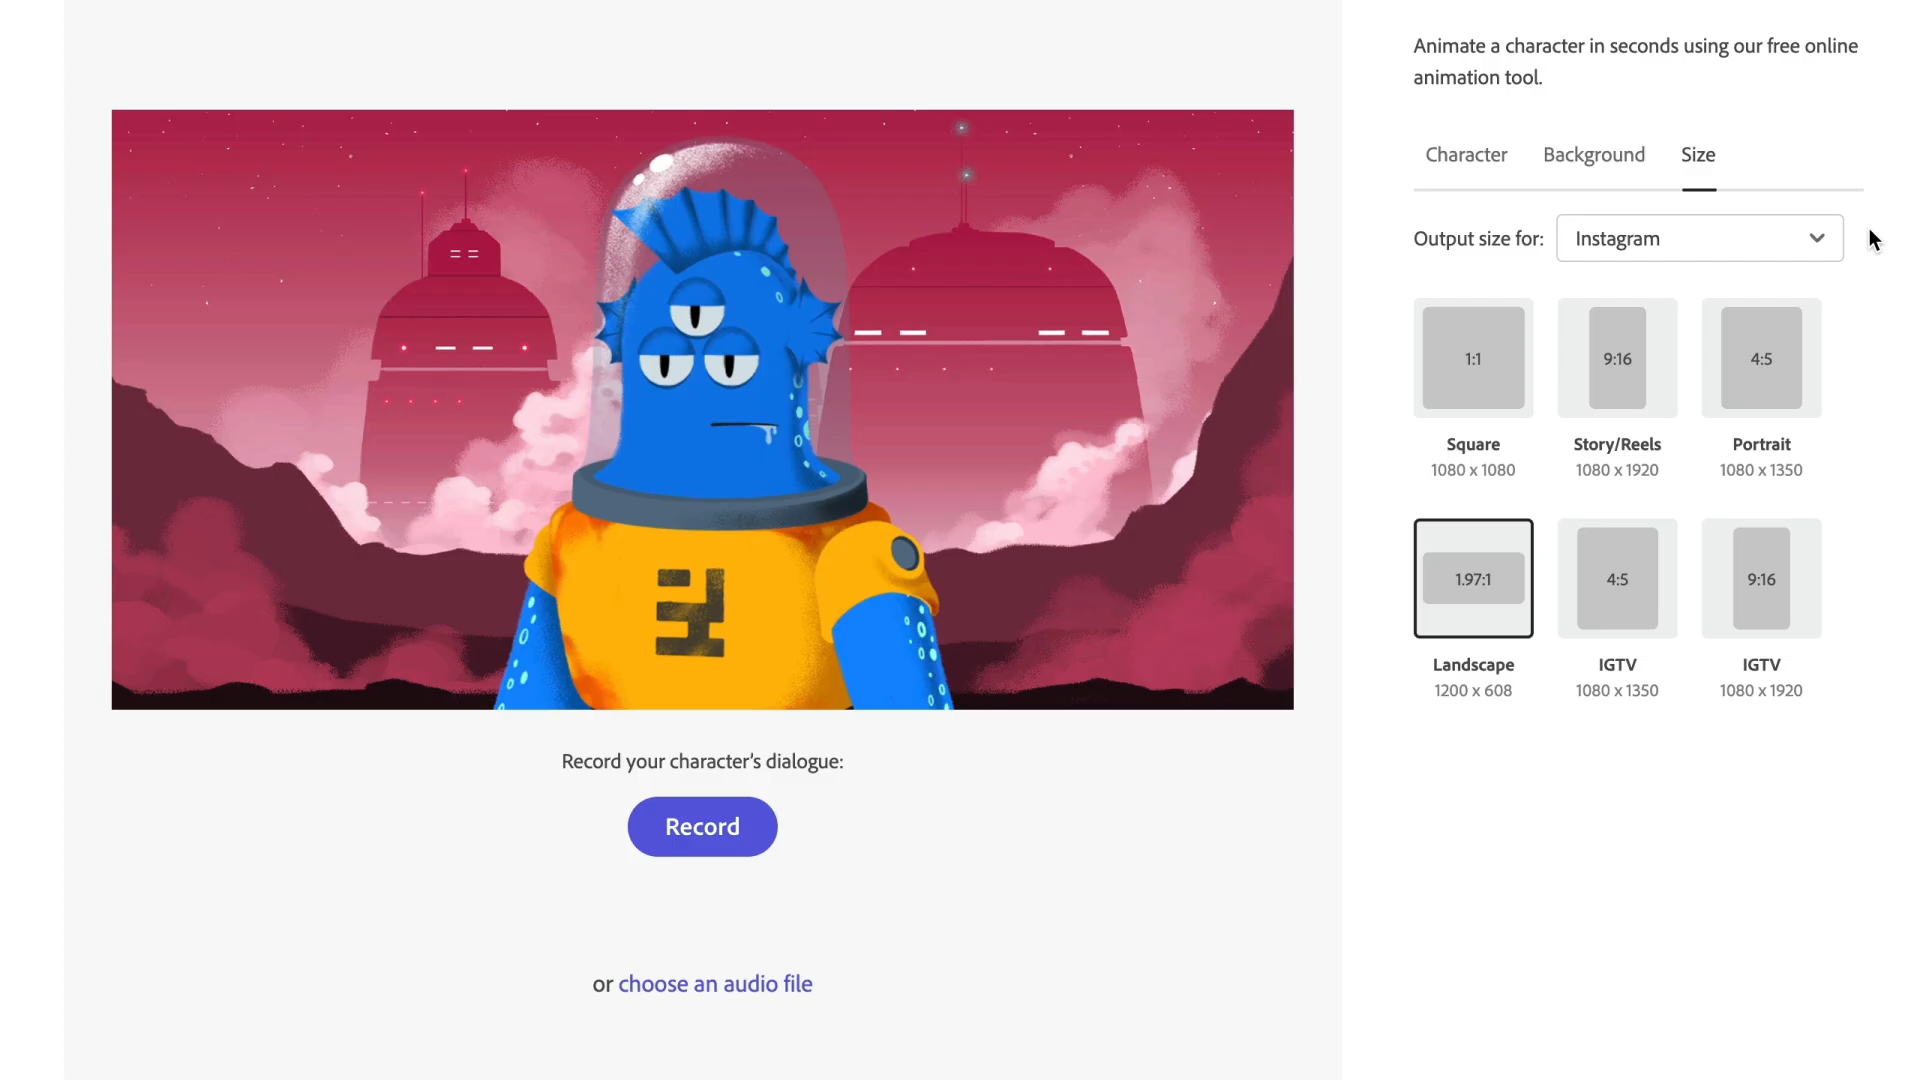 Animate a character in seconds using our free online
animation tool.
Character Background Size
Output size for: Instagram
1:1 9:16 4:5
Square Story/Reels Portrait
1080 x 1080 1080 x 1920 1080 x 1350
1.97:1 4:5 9:16
Landscape IGTV IGTV
1200 x 608 1080 x 1350 1080 x 1920
Record your character's dialogue:
Record
or choose an audio file